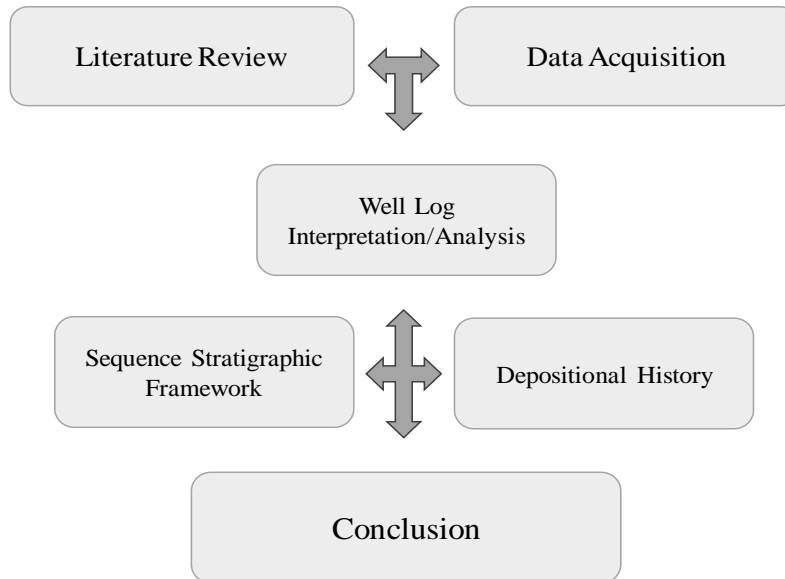 Literature Review
Data Acquisition
Well Log
Interpretation/Analysis
Sequence Stratigraphic
Framework
Depositional History
Conclusion